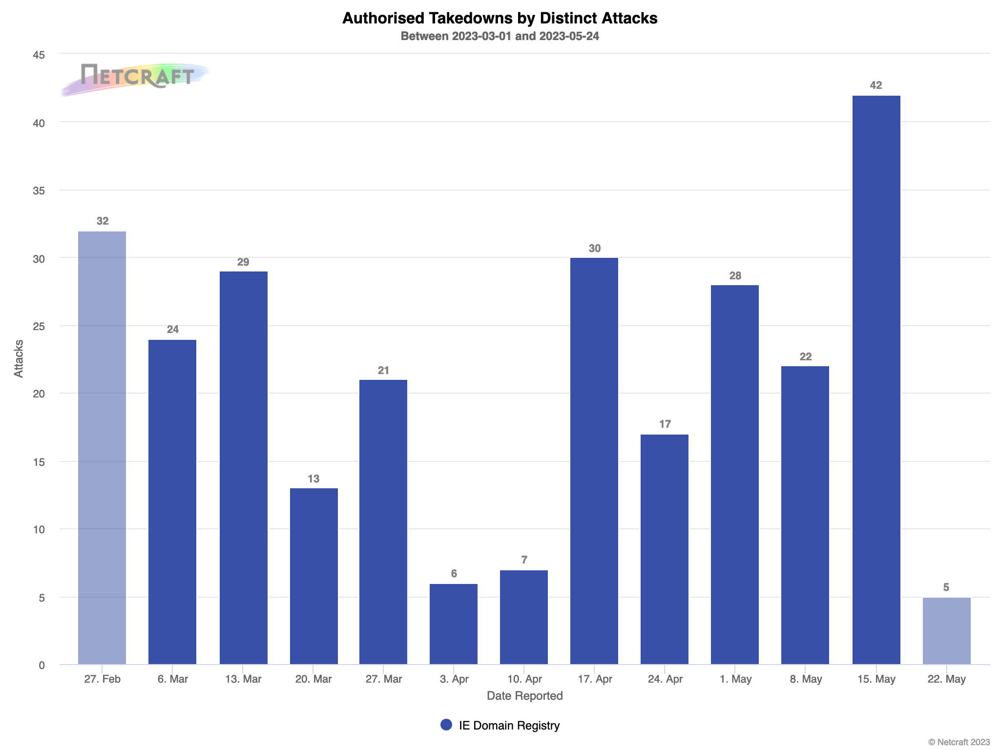 Authorised Takedowns by Distinct Attacks
Between 2023-03-01 and 2023-05-24
NETCRAFT
45
40
35
30
25
20
15
10
5
0
Attacks
32
24
29
13
21
6
7
30
17
28
22
42
5
27. Feb 6. Mar 13. Mar 20. Mar 27. Mar 3. Apr 10. Apr 17. Apr 24. Apr 1. May 8. May 15. May 22. May
Date Reported
IE Domain Registry
© Netcraft 2023